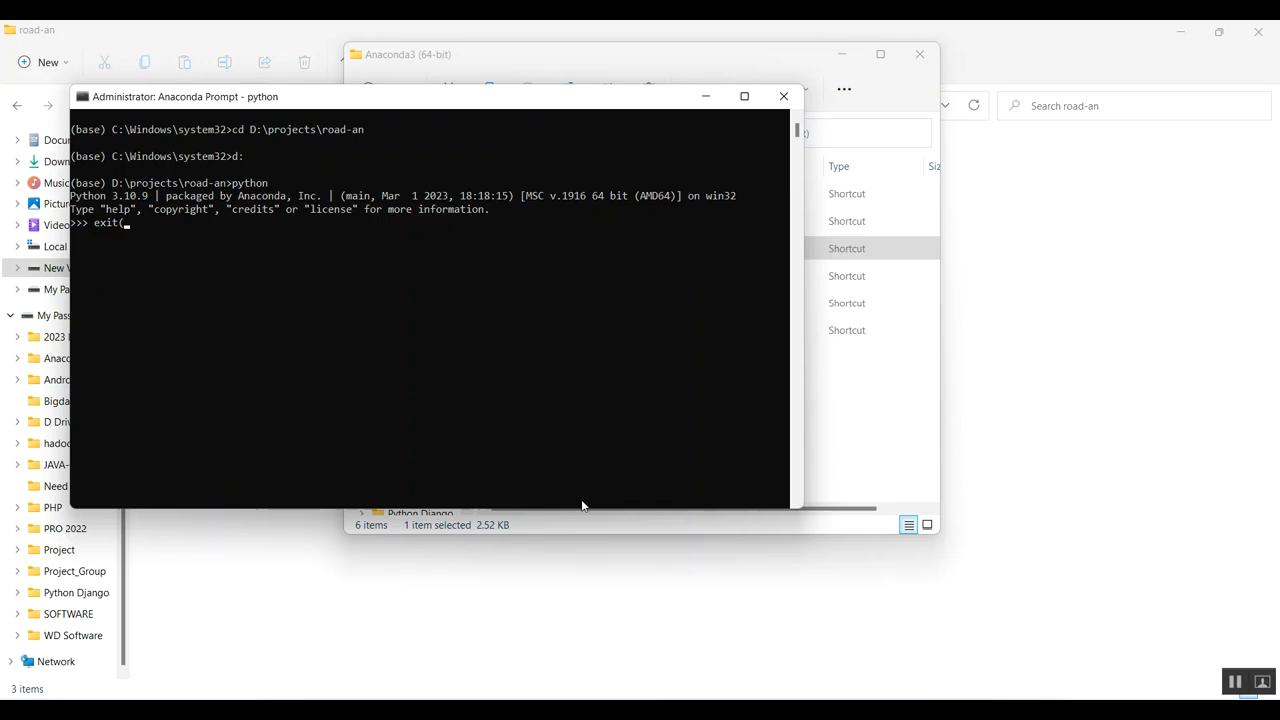 road-an
New
Anaconda3 (64-bit)
Search road-an
Administrator: Anaconda Prompt - python
(base) C:\Windows\system32>cd D:\projects\road-an
(base) C:\Windows\system32>d:
(base) D:\projects\road-an>python
Python 3.10.9 | packaged by Anaconda, Inc. | (main, Mar  1 2023, 18:18:15) [MSC v.1916 64 bit (AMD64)] on win32
Type "help", "copyright", "credits" or "license" for more information.
>>> exit(
Type
Siz
Shortcut
Shortcut
Shortcut
Shortcut
Shortcut
Shortcut
Docu
Down
Music
Pictur
Video
Local
New V
My Pa
My Pass
2023
Anaco
Andro
Bigda
D Driv
hadoo
JAVA-
Need
PHP
PRO 2022
Project
Project_Group
Python Django
SOFTWARE
WD Software
Network
Python Django
6 items
1 item selected 2.52 KB
3 items